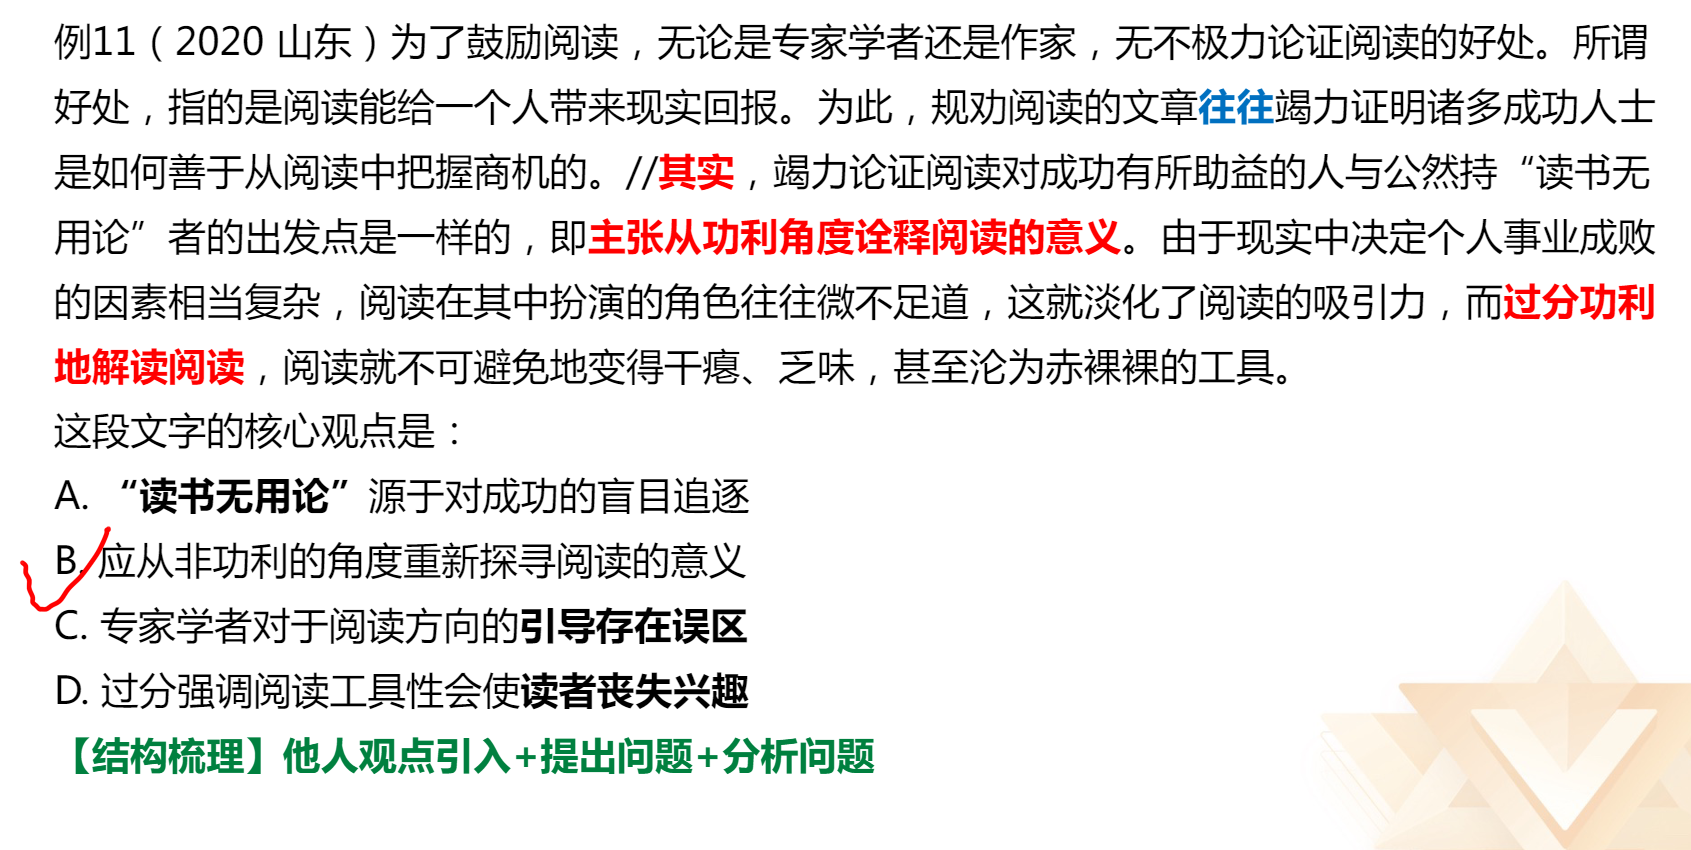 例11（2020 山东）为了鼓励阅读，无论是专家学者还是作家，无不极力论证阅读的好处。所谓
好处，指的是阅读能给一个人带来现实回报。为此，规劝阅读的文章往往竭力证明诸多成功人士
是如何善于从阅读中把握商机的。//其实，竭力论证阅读对成功有所助益的人与公然持“读书无
用论”者的出发点是一样的，即主张从功利角度诠释阅读的意义。由于现实中决定个人事业成败
的因素相当复杂，阅读在其中扮演的角色往往微不足道，这就淡化了阅读的吸引力，而过分功利
地解读阅读，阅读就不可避免地变得干瘪、乏味，甚至沦为赤裸裸的工具。
这段文字的核心观点是：
A. “读书无用论”源于对成功的盲目追逐
B. 应从非功利的角度重新探寻阅读的意义
C. 专家学者对于阅读方向的引导存在误区
D. 过分强调阅读工具性会使读者丧失兴趣
【结构梳理】他人观点引入+提出问题+分析问题